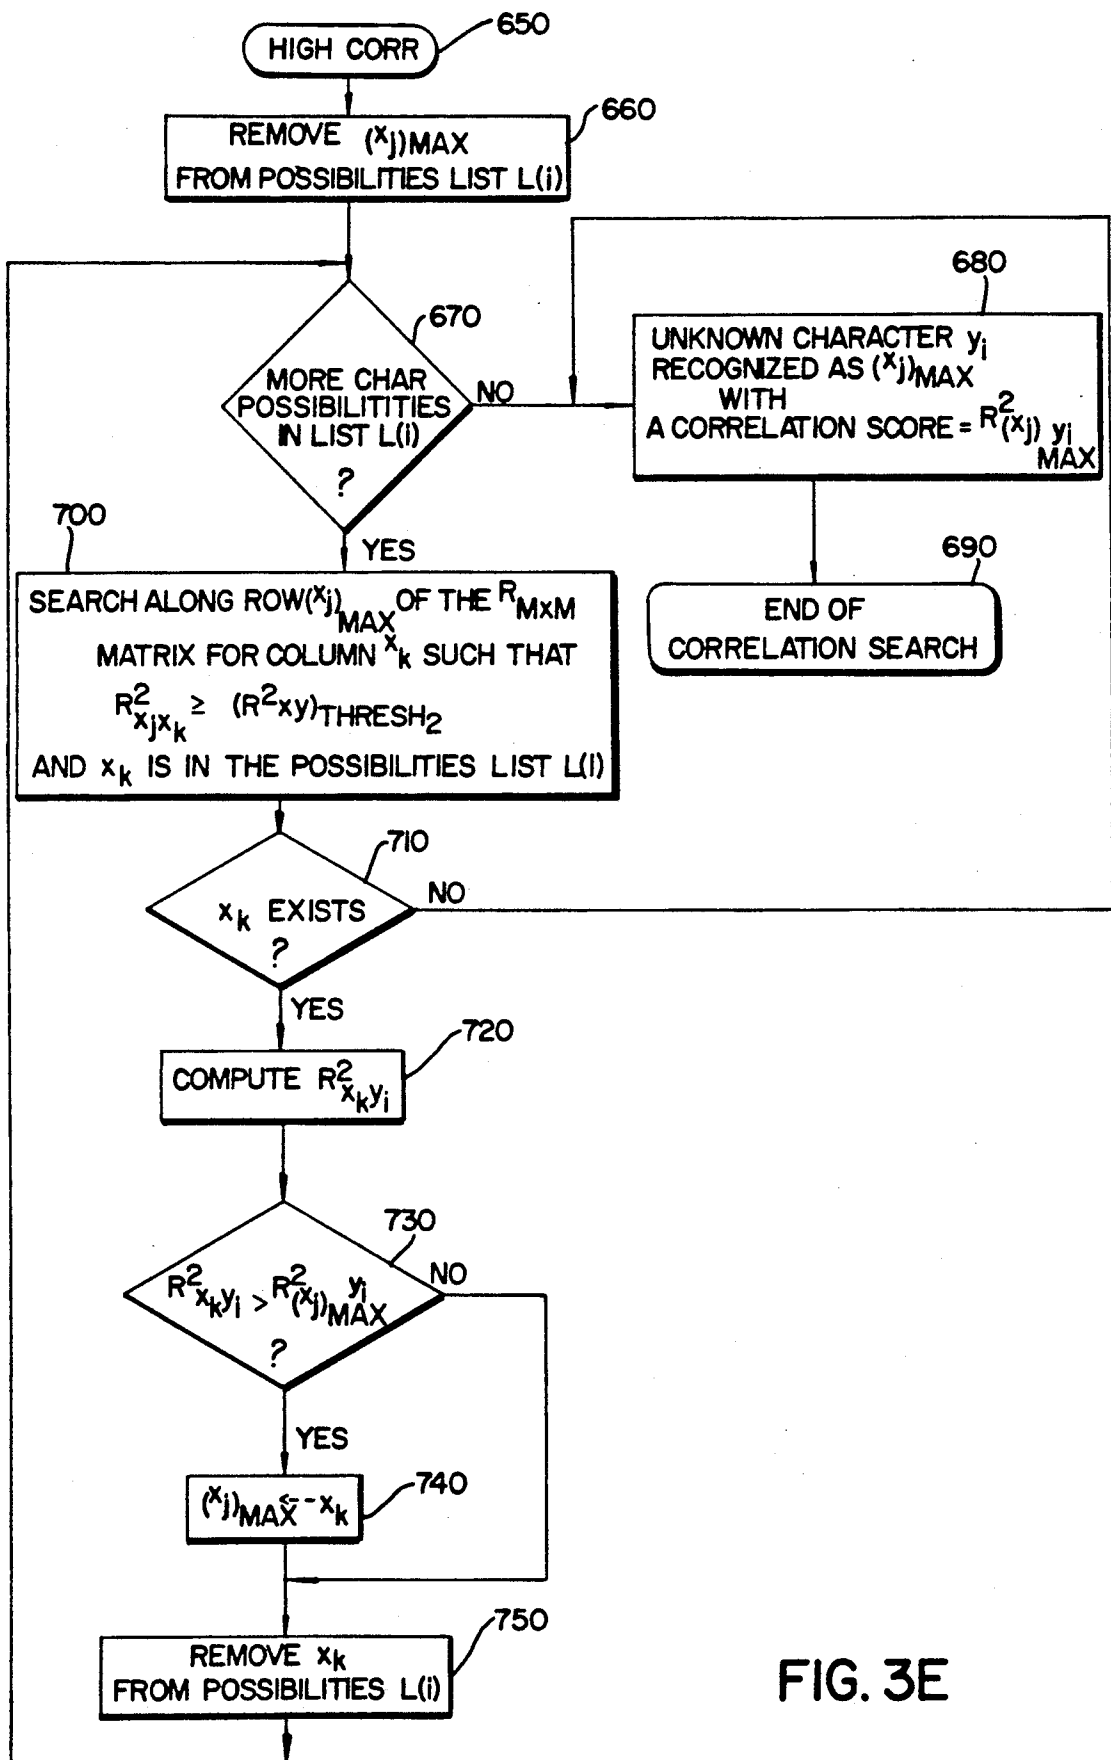 HIGH CORR
650
REMOVE (xj)MAX
FROM POSSIBILITIES LIST L(i)
660
670
MORE CHAR
POSSIBILITITIES
IN LIST L(i)
?
NO
YES
680
UNKNOWN CHARACTER yi
RECOGNIZED AS (xj)MAX
WITH
A CORRELATION SCORE = R2(xj) yi
MAX
690
END OF
CORRELATION SEARCH
700
SEARCH ALONG ROW (xj)MAX OF THE RMxM
MATRIX FOR COLUMN xk SUCH THAT
R2xjxk ≥ (R2xy)THRESH2
AND xk IS IN THE POSSIBILITIES LIST L(I)
710
xk EXISTS
?
NO
YES
720
COMPUTE R2xkyi
730
R2xkyi > R2(xj)MAX yi
?
NO
YES
740
(xj)MAX <-- xk
750
REMOVE xk
FROM POSSIBILITIES L(i)
FIG. 3E